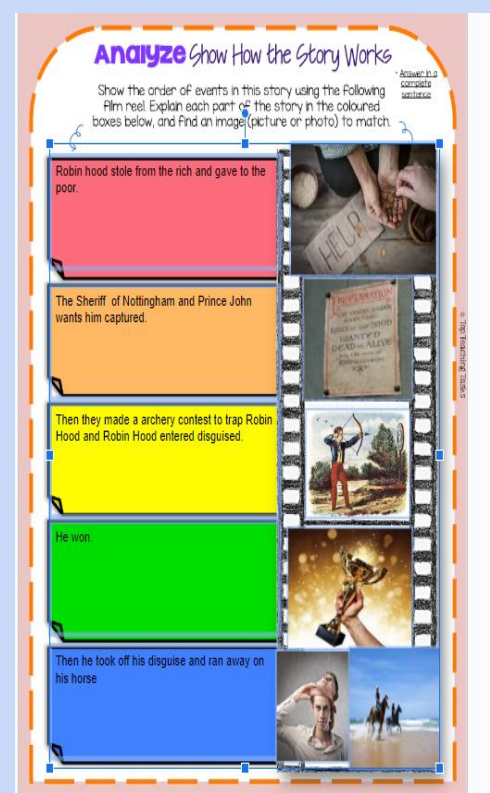 Analyze Show How the Story Works
- Answer in a
complete
sentence
Show the order of events in this story using the following
film reel. Explain each part of the story in the coloured
boxes below, and find an image (picture or photo) to match.
Robin hood stole from the rich and gave to the
poor.
HELP
The Sheriff of Nottingham and Prince John
wants him captured.
PROCLAMATION
HOOD
WANTED
DEAD or ALIVE
Then they made a archery contest to trap Robin
Hood and Robin Hood entered disguised.
He won.
Then he took off his disguise and ran away on
his horse
© Top Teaching Tasks